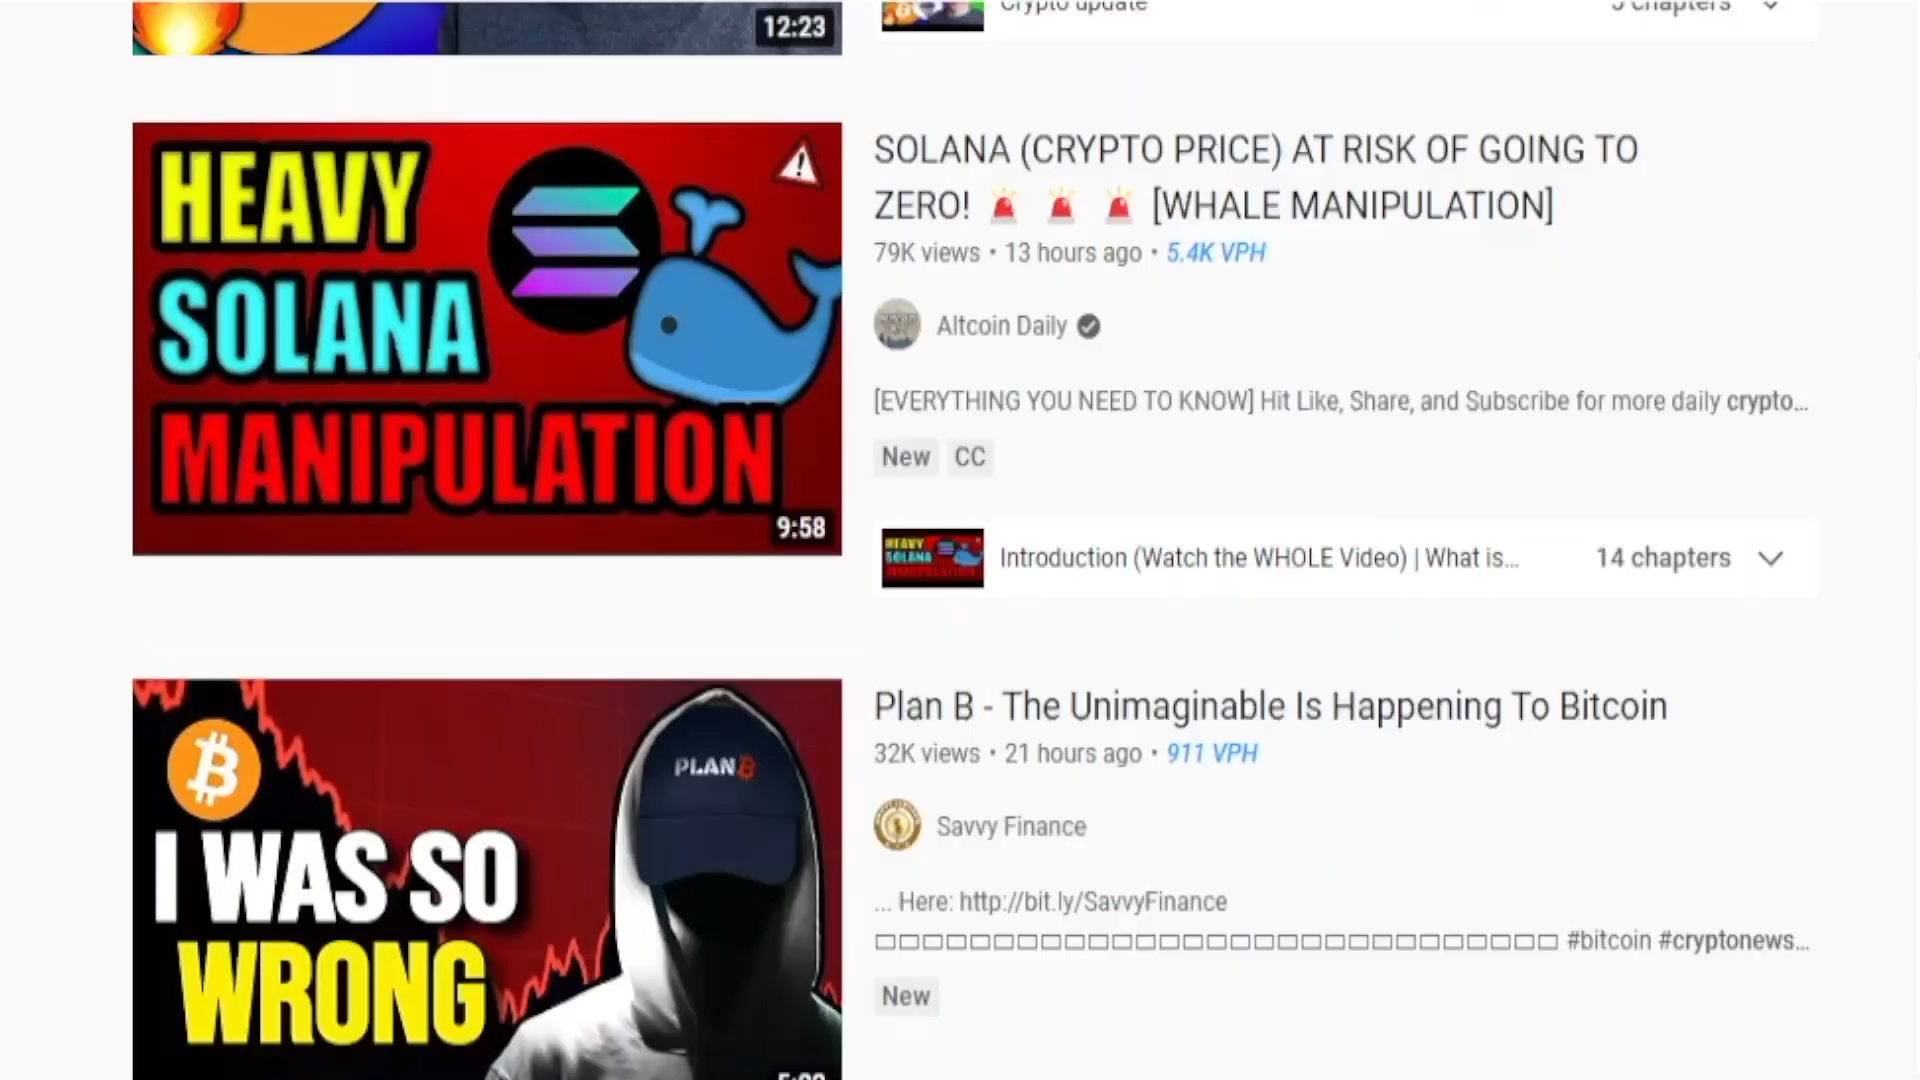 12:23
Crypto update
5 chapters
HEAVY
SOLANA
MANIPULATION
9:58
SOLANA (CRYPTO PRICE) AT RISK OF GOING TO
ZERO! 🚨 🚨 🚨 [WHALE MANIPULATION]
79K views • 13 hours ago • 5.4K VPH
Altcoin Daily
[EVERYTHING YOU NEED TO KNOW] Hit Like, Share, and Subscribe for more daily crypto...
New CC
HEAVY
SOLANA
MANIPULATION
Introduction (Watch the WHOLE Video) | What is...
14 chapters
PLAN B
I WAS SO
WRONG
Plan B - The Unimaginable Is Happening To Bitcoin
32K views • 21 hours ago • 911 VPH
Savvy Finance
... Here: http://bit.ly/SavvyFinance
□□□□□□□□□□□□□□□□□□□□□□□□□□□□□ #bitcoin #cryptonews...
New